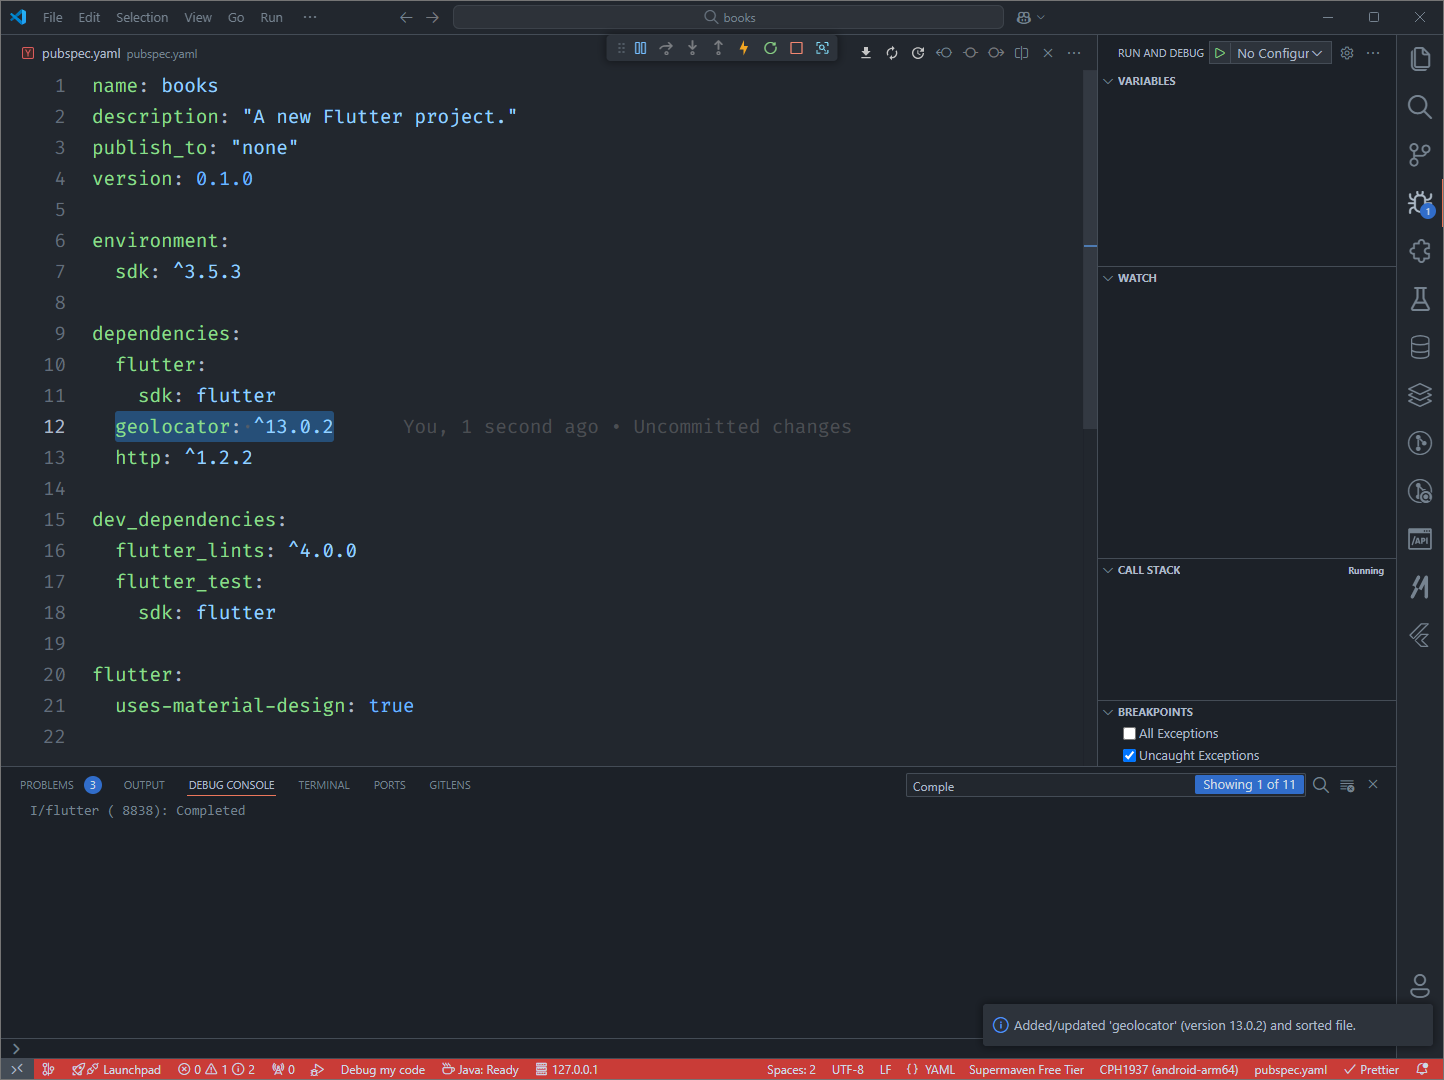 File Edit Selection View Go Run ··· books
pubspec.yaml pubspec.yaml
RUN AND DEBUG No Configur
1 name: books
2 description: "A new Flutter project."
3 publish_to: "none"
4 version: 0.1.0
5
6 environment:
7 sdk: ^3.5.3
8
9 dependencies:
10 flutter:
11 sdk: flutter
12 geolocator: ^13.0.2 You, 1 second ago • Uncommitted changes
13 http: ^1.2.2
14
15 dev_dependencies:
16 flutter_lints: ^4.0.0
17 flutter_test:
18 sdk: flutter
19
20 flutter:
21 uses-material-design: true
22
VARIABLES
WATCH
CALL STACK Running
BREAKPOINTS
All Exceptions
Uncaught Exceptions
1
/API
PROBLEMS 3 OUTPUT DEBUG CONSOLE TERMINAL PORTS GITLENS Comple Showing 1 of 11
I/flutter ( 8838): Completed
Added/updated 'geolocator' (version 13.0.2) and sorted file.
Launchpad 0 1 2 0 Debug my code Java: Ready 127.0.0.1 Spaces: 2 UTF-8 LF {} YAML Supermaven Free Tier CPH1937 (android-arm64) pubspec.yaml Prettier